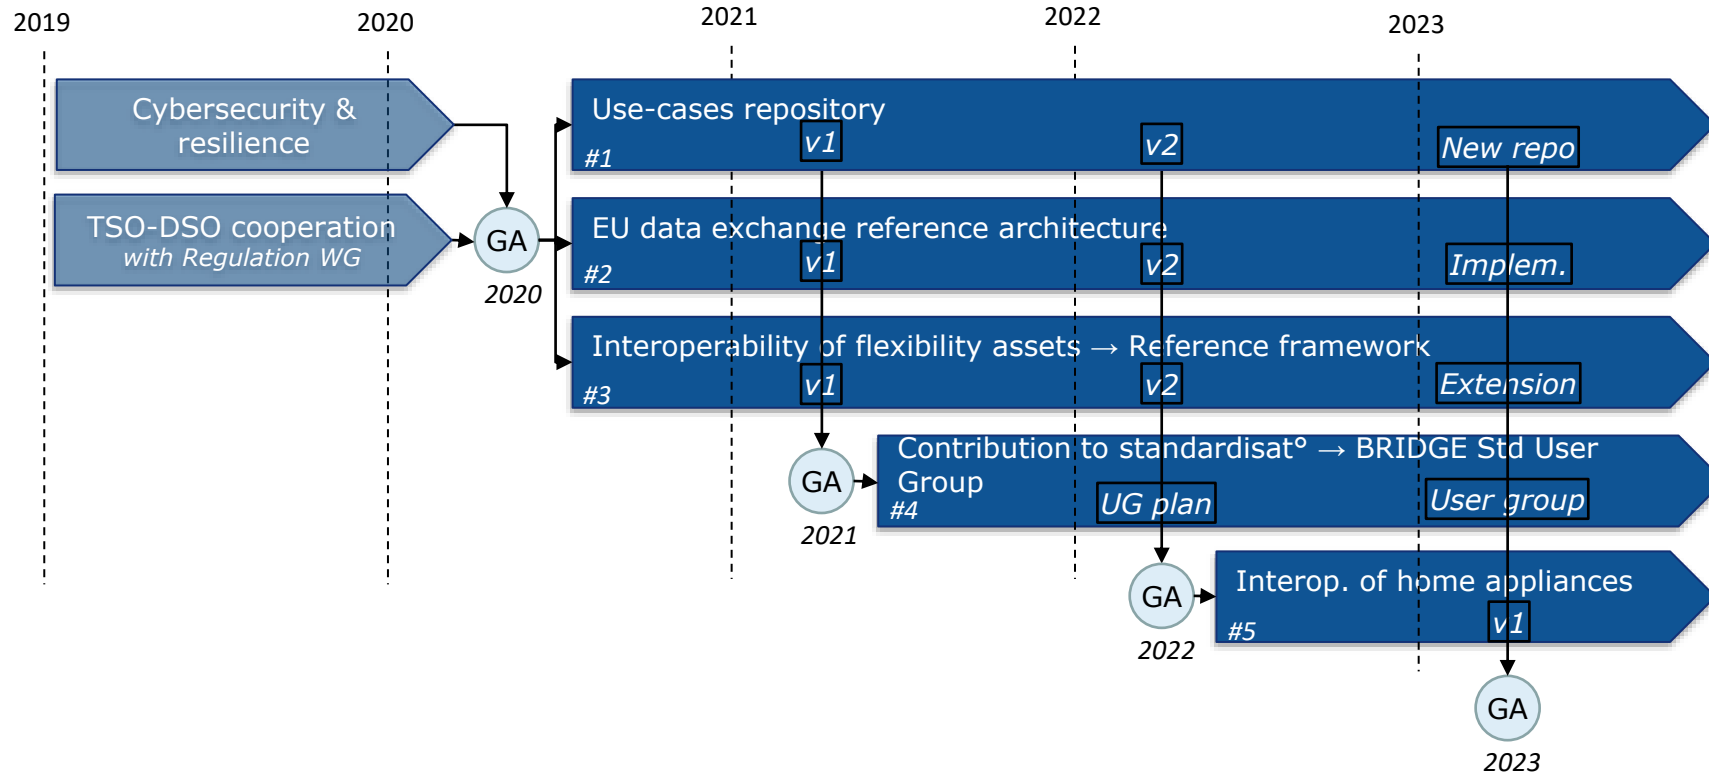 2019
2020
2021
2022
2023
Cybersecurity &
resilience
TSO-DSO cooperation
with Regulation WG
GA
2020
Use-cases repository
v1
v2
New repo
#1
EU data exchange reference architecture
v1
v2
Implem.
#2
Interoperability of flexibility assets → Reference framework
v1
v2
Extension
#3
GA
2021
Contribution to standardisat° → BRIDGE Std User
Group
UG plan
User group
#4
GA
2022
Interop. of home appliances
v1
#5
GA
2023